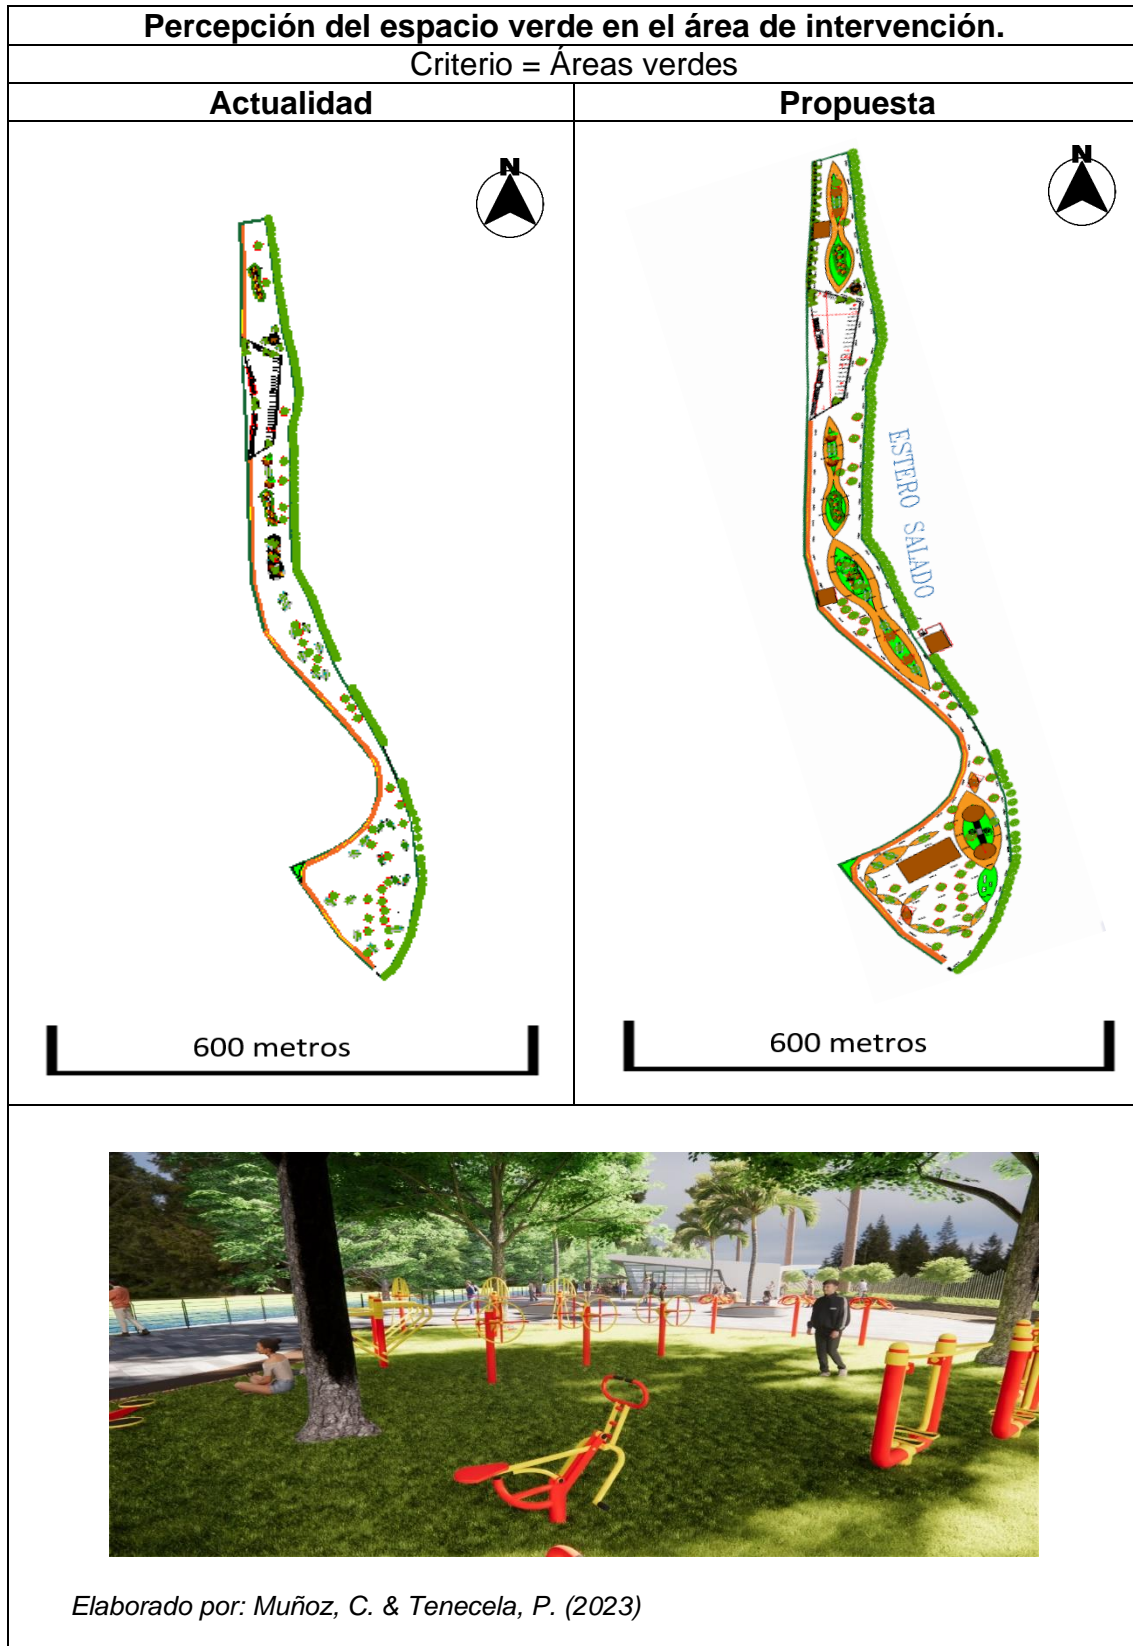 Percepción del espacio verde en el área de intervención.
Criterio = Áreas verdes
Actualidad
Propuesta
N
N
ESTERO SALADO
600 metros
600 metros
Elaborado por: Muñoz, C. & Tenecela, P. (2023)